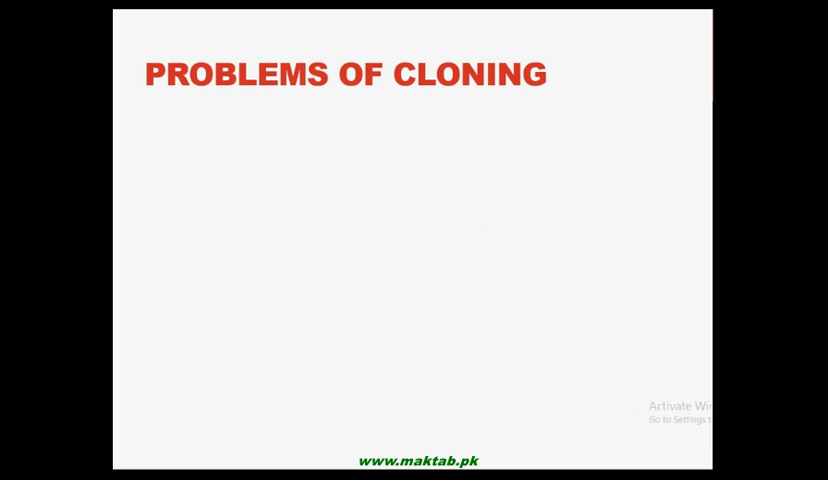 PROBLEMS OF CLONING
Activate Wi
Go to Settings t
www.maktab.pk